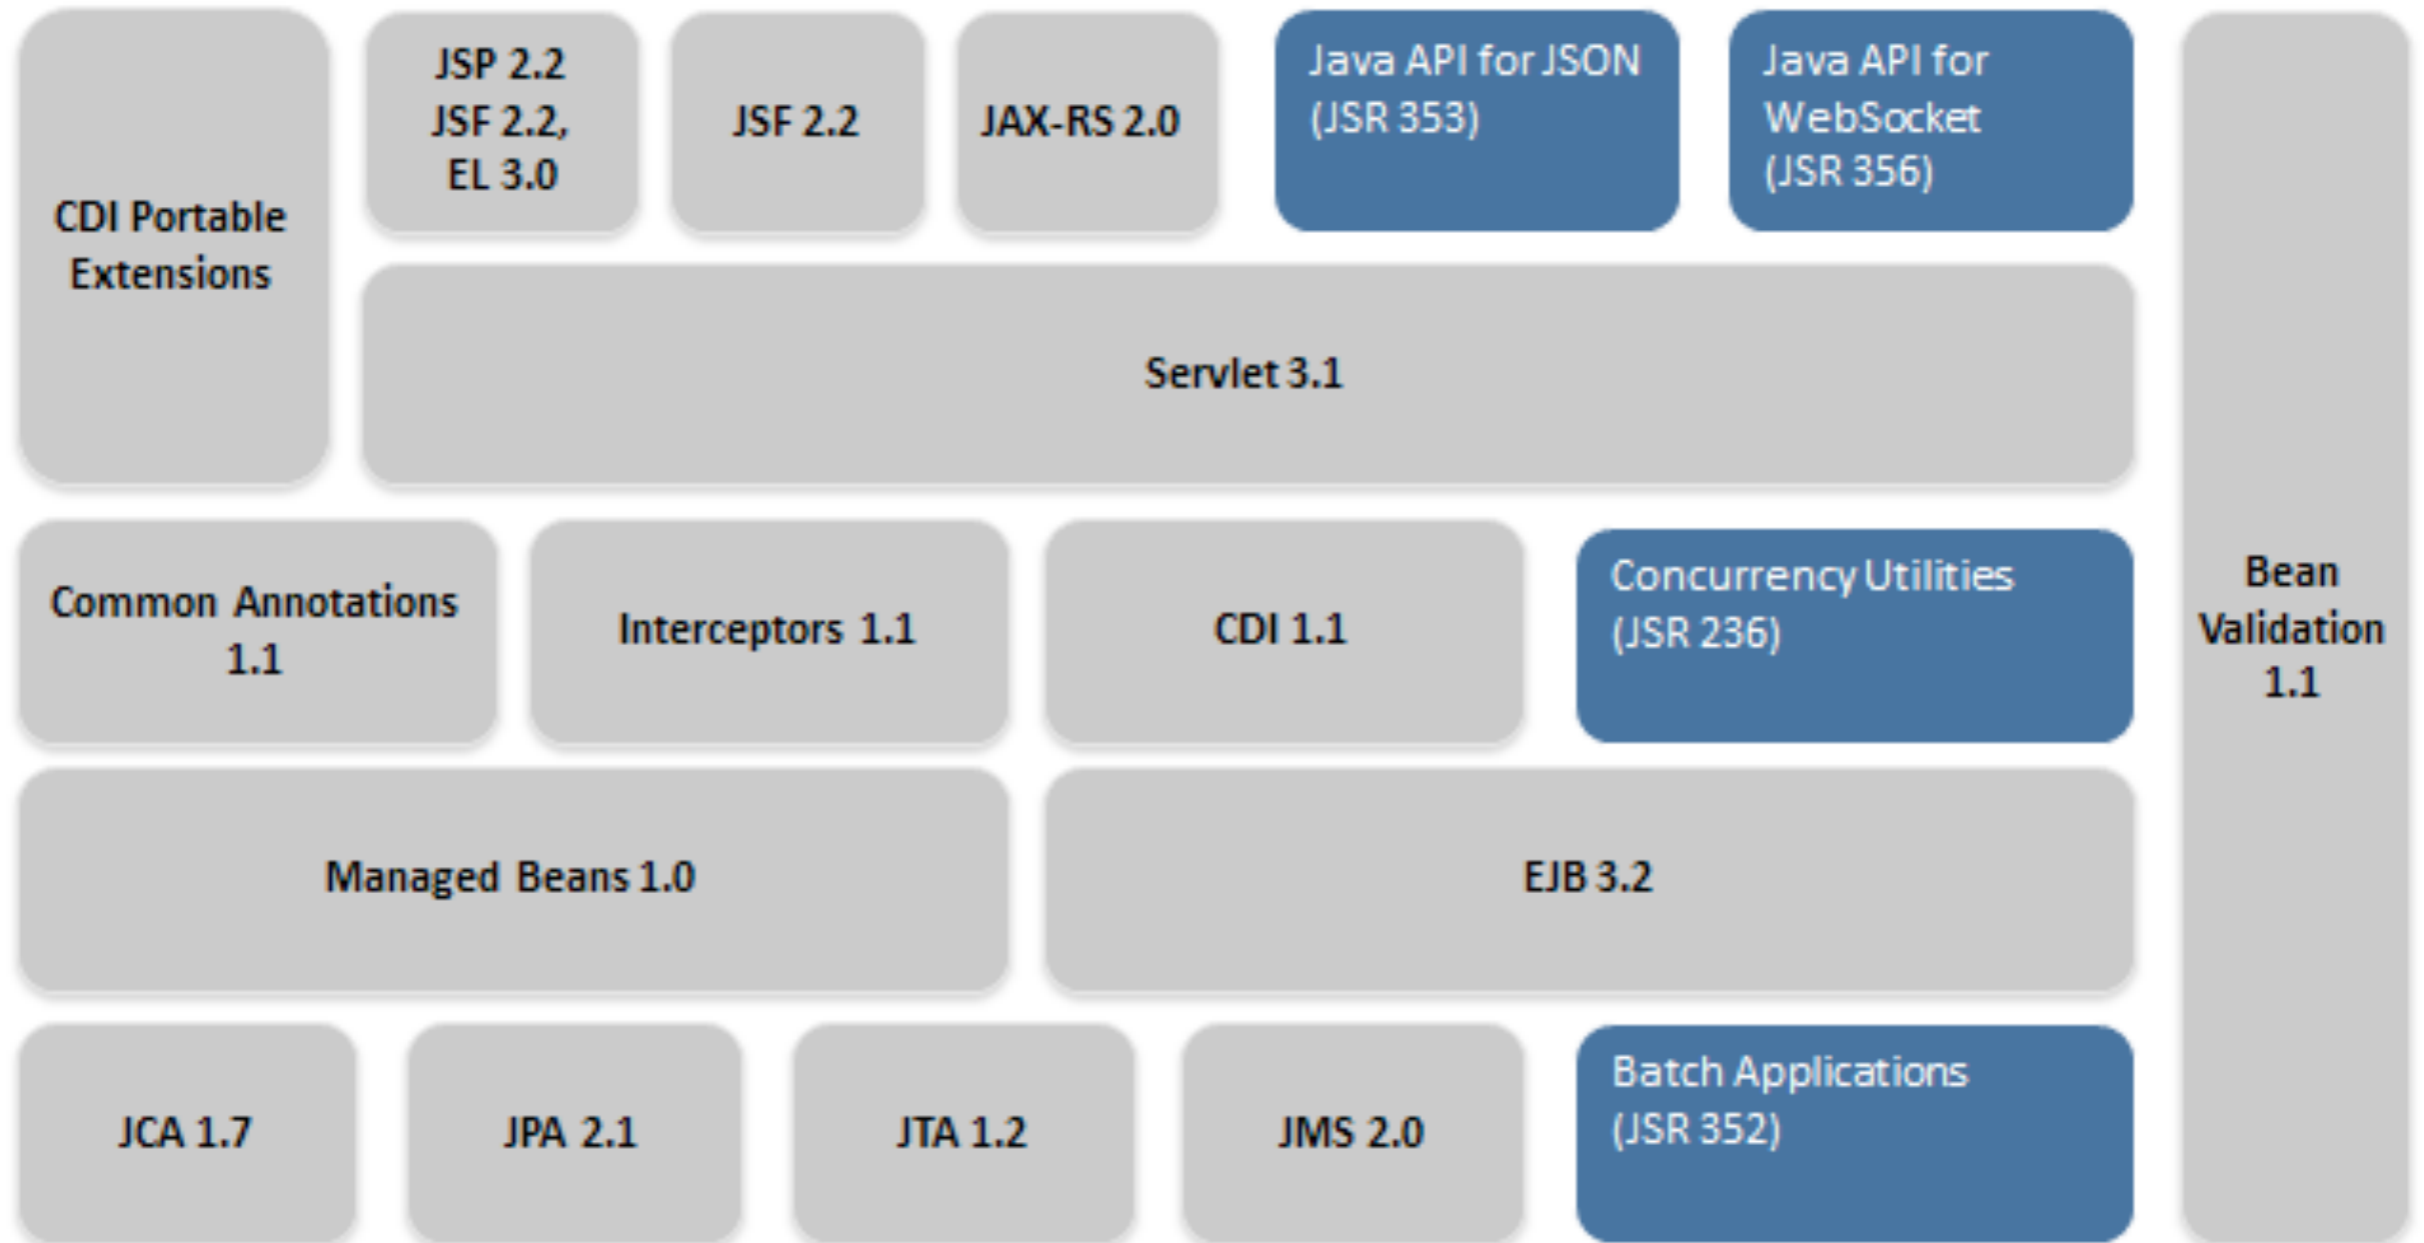 CDI Portable
Extensions
JSP 2.2
JSF 2.2,
EL 3.0
JSF 2.2
JAX-RS 2.0
Java API for JSON
(JSR 353)
Java API for
WebSocket
(JSR 356)
Servlet 3.1
Common Annotations
1.1
Interceptors 1.1
CDI 1.1
Concurrency Utilities
(JSR 236)
Bean
Validation
1.1
Managed Beans 1.0
EJB 3.2
JCA 1.7
JPA 2.1
JTA 1.2
JMS 2.0
Batch Applications
(JSR 352)